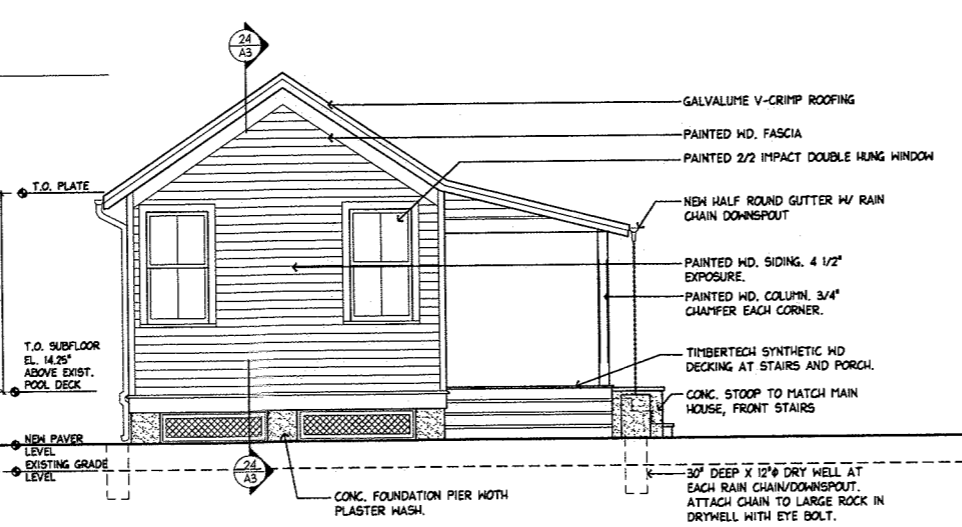 24
A3
GALVALUME V-CRIMP ROOFING
PAINTED WD. FASCIA
PAINTED 2/2 IMPACT DOUBLE HUNG WINDOW
T.O. PLATE
NEW HALF ROUND GUTTER W/ RAIN
CHAIN DOWNSPOUT
PAINTED WD. SIDING. 4 1/2"
EXPOSURE.
PAINTED WD. COLUMN. 3/4"
CHAMFER EACH CORNER.
T.O. SUBFLOOR
EL. 14.25"
ABOVE EXIST.
POOL DECK
TIMBERTECH SYNTHETIC WD
DECKING AT STAIRS AND PORCH.
CONC. STOOP TO MATCH MAIN
HOUSE, FRONT STAIRS
NEW PAVER
LEVEL
EXISTING GRADE
LEVEL
24
A3
30" DEEP X 12"Φ DRY WELL AT
EACH RAIN CHAIN/DOWNSPOUT.
ATTACH CHAIN TO LARGE ROCK IN
DRYWELL WITH EYE BOLT.
CONC. FOUNDATION PIER WOTH
PLASTER WASH.